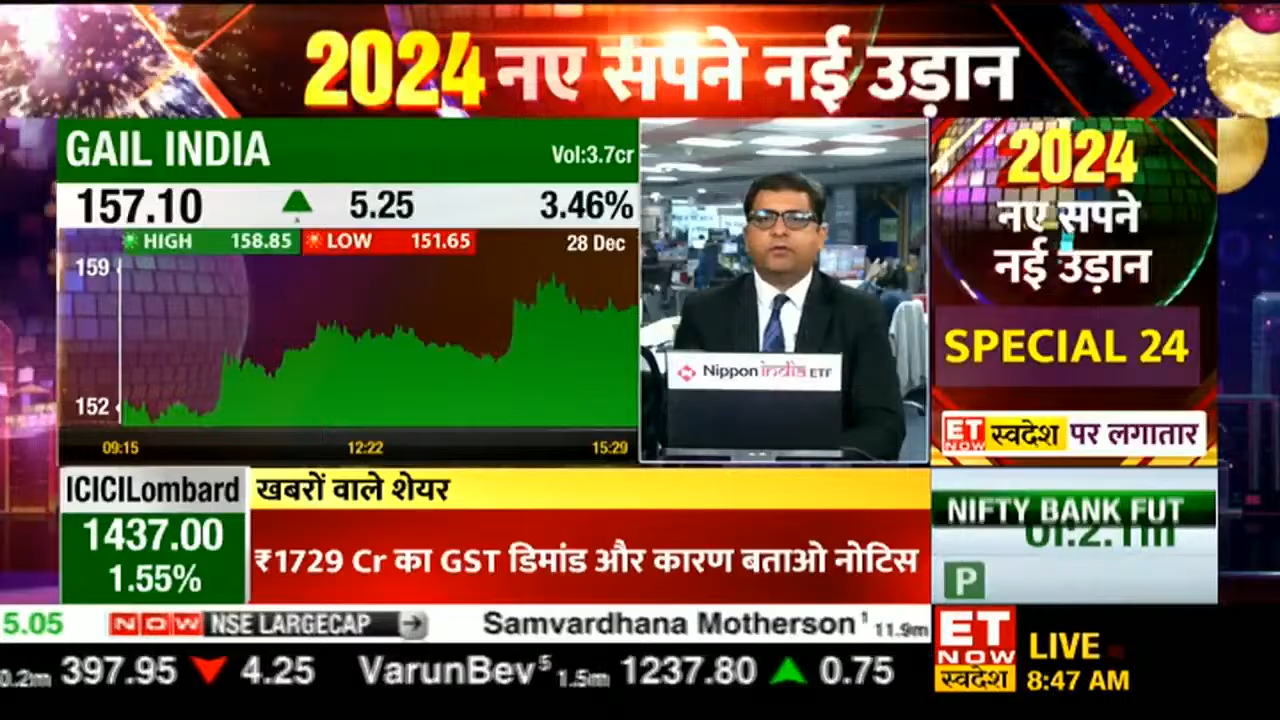 2024 नए सपने नई उड़ान
GAIL INDIA
Vol:3.7cr
157.10 ▲ 5.25 3.46%
HIGH 158.85 LOW 151.65 28 Dec
159
152
09:15 12:22 15:29
Nippon india ETF
2024
नए सपने
नई उड़ान
SPECIAL 24
ET NOW स्वदेश पर लगातार
ICICILombard
1437.00
1.55%
खबरों वाले शेयर
₹1729 Cr का GST डिमांड और कारण बताओ नोटिस
NIFTY BANK FUT
P
5.05 NOW NSE LARGECAP Samvardhana Motherson 11.9m
0.2m 397.95 ▼ 4.25 VarunBev 5 1.5m 1237.80 ▲ 0.75
ET NOW स्वदेश
LIVE
8:47 AM